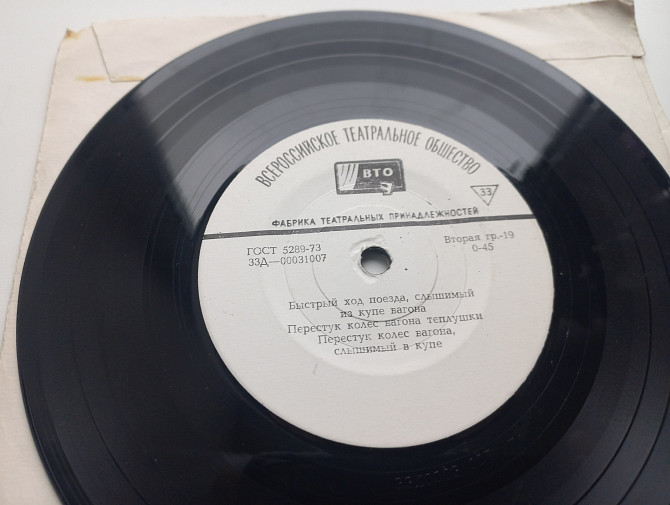 ВСЕРОССИЙСКОЕ ТЕАТРАЛЬНОЕ ОБЩЕСТВО
ВТО
33
ФАБРИКА ТЕАТРАЛЬНЫХ ПРИНАДЛЕЖНОСТЕЙ
ГОСТ 5289-73
33Д—00031007
Вторая гр.-19
0-45
Быстрый ход поезда, слышимый
из купе вагона
Перестук колес вагона теплушки
Перестук колес вагона,
слышимый в купе